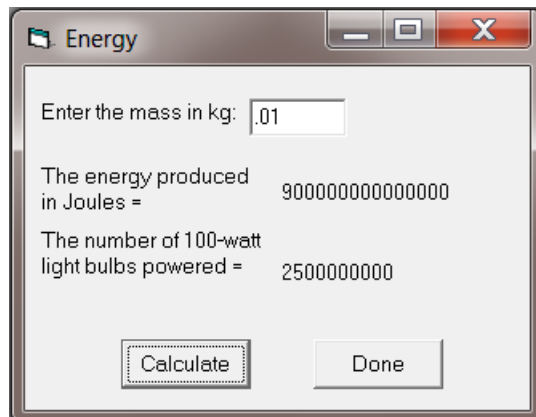 Energy
Enter the mass in kg: .01
The energy produced
in Joules = 900000000000000
The number of 100-watt
light bulbs powered = 2500000000
Calculate Done